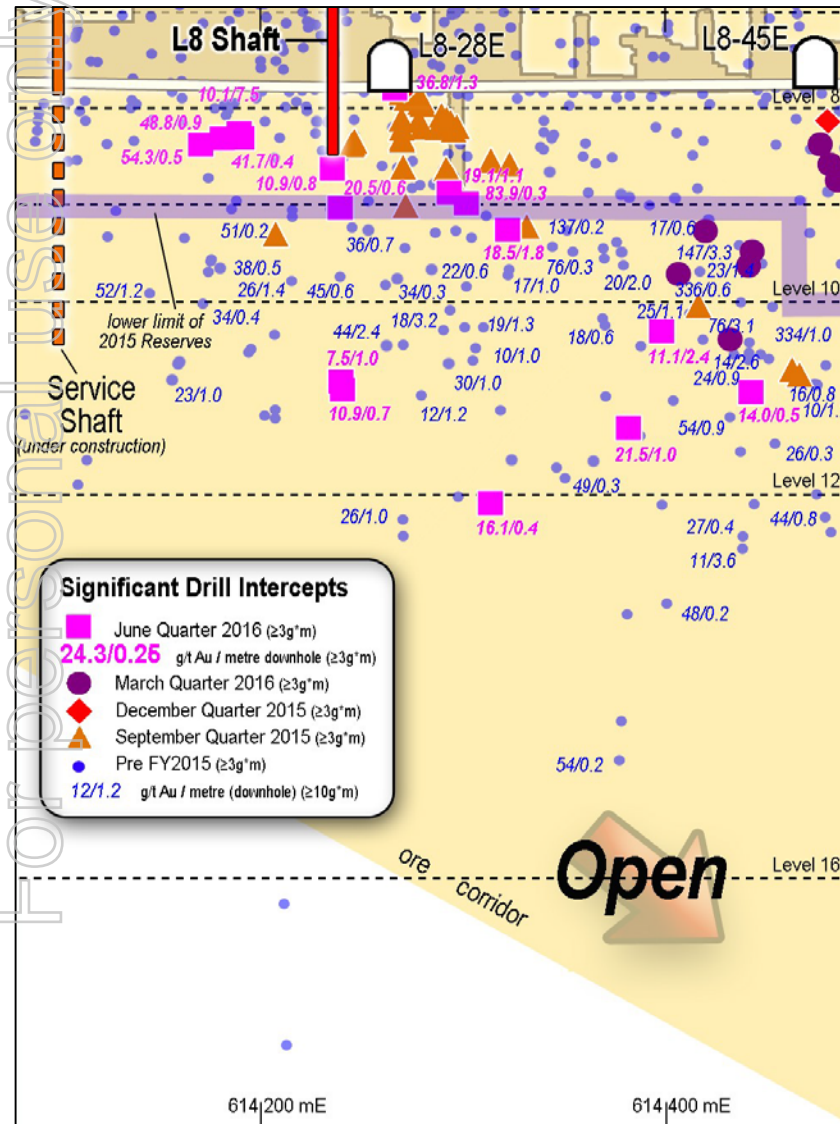 For personal use only
L8 Shaft
L8-28E
L8-45E
36.8/1.3
Level 8
10.1/7.5
48.8/0.9
54.3/0.5
41.7/0.4
10.9/0.8
20.5/0.6
19.1/1.1
83.9/0.3
51/0.2
36/0.7
18.5/1.8
137/0.2
17/0.6
147/3.3
38/0.5
22/0.6
76/0.3
52/1.2
26/1.4
45/0.6
34/0.3
17/1.0
20/2.0
336/0.6
Level 10
lower limit of
2015 Reserves
34/0.4
44/2.4
18/3.2
19/1.3
18/0.6
25/1.1
76/3.1
334/1.0
7.5/1.0
10/1.0
11.1/2.4
14/2.6
24/0.9
Service
Shaft
(under construction)
23/1.0
10.9/0.7
30/1.0
12/1.2
14.0/0.5
16/0.8
10/1.
54/0.9
21.5/1.0
26/0.3
Level 12
49/0.3
26/1.0
16.1/0.4
27/0.4
44/0.8
11/3.6
48/0.2
Significant Drill Intercepts
June Quarter 2016 (≥3g*m)
24.3/0.25 g/t Au / metre downhole (≥3g*m)
March Quarter 2016 (≥3g*m)
December Quarter 2015 (≥3g*m)
September Quarter 2015 (≥3g*m)
Pre FY2015 (≥3g*m)
12/1.2 g/t Au / metre (downhole) (≥10g*m)
54/0.2
Open
Level 16
ore corridor
614 200 mE
614 400 mE